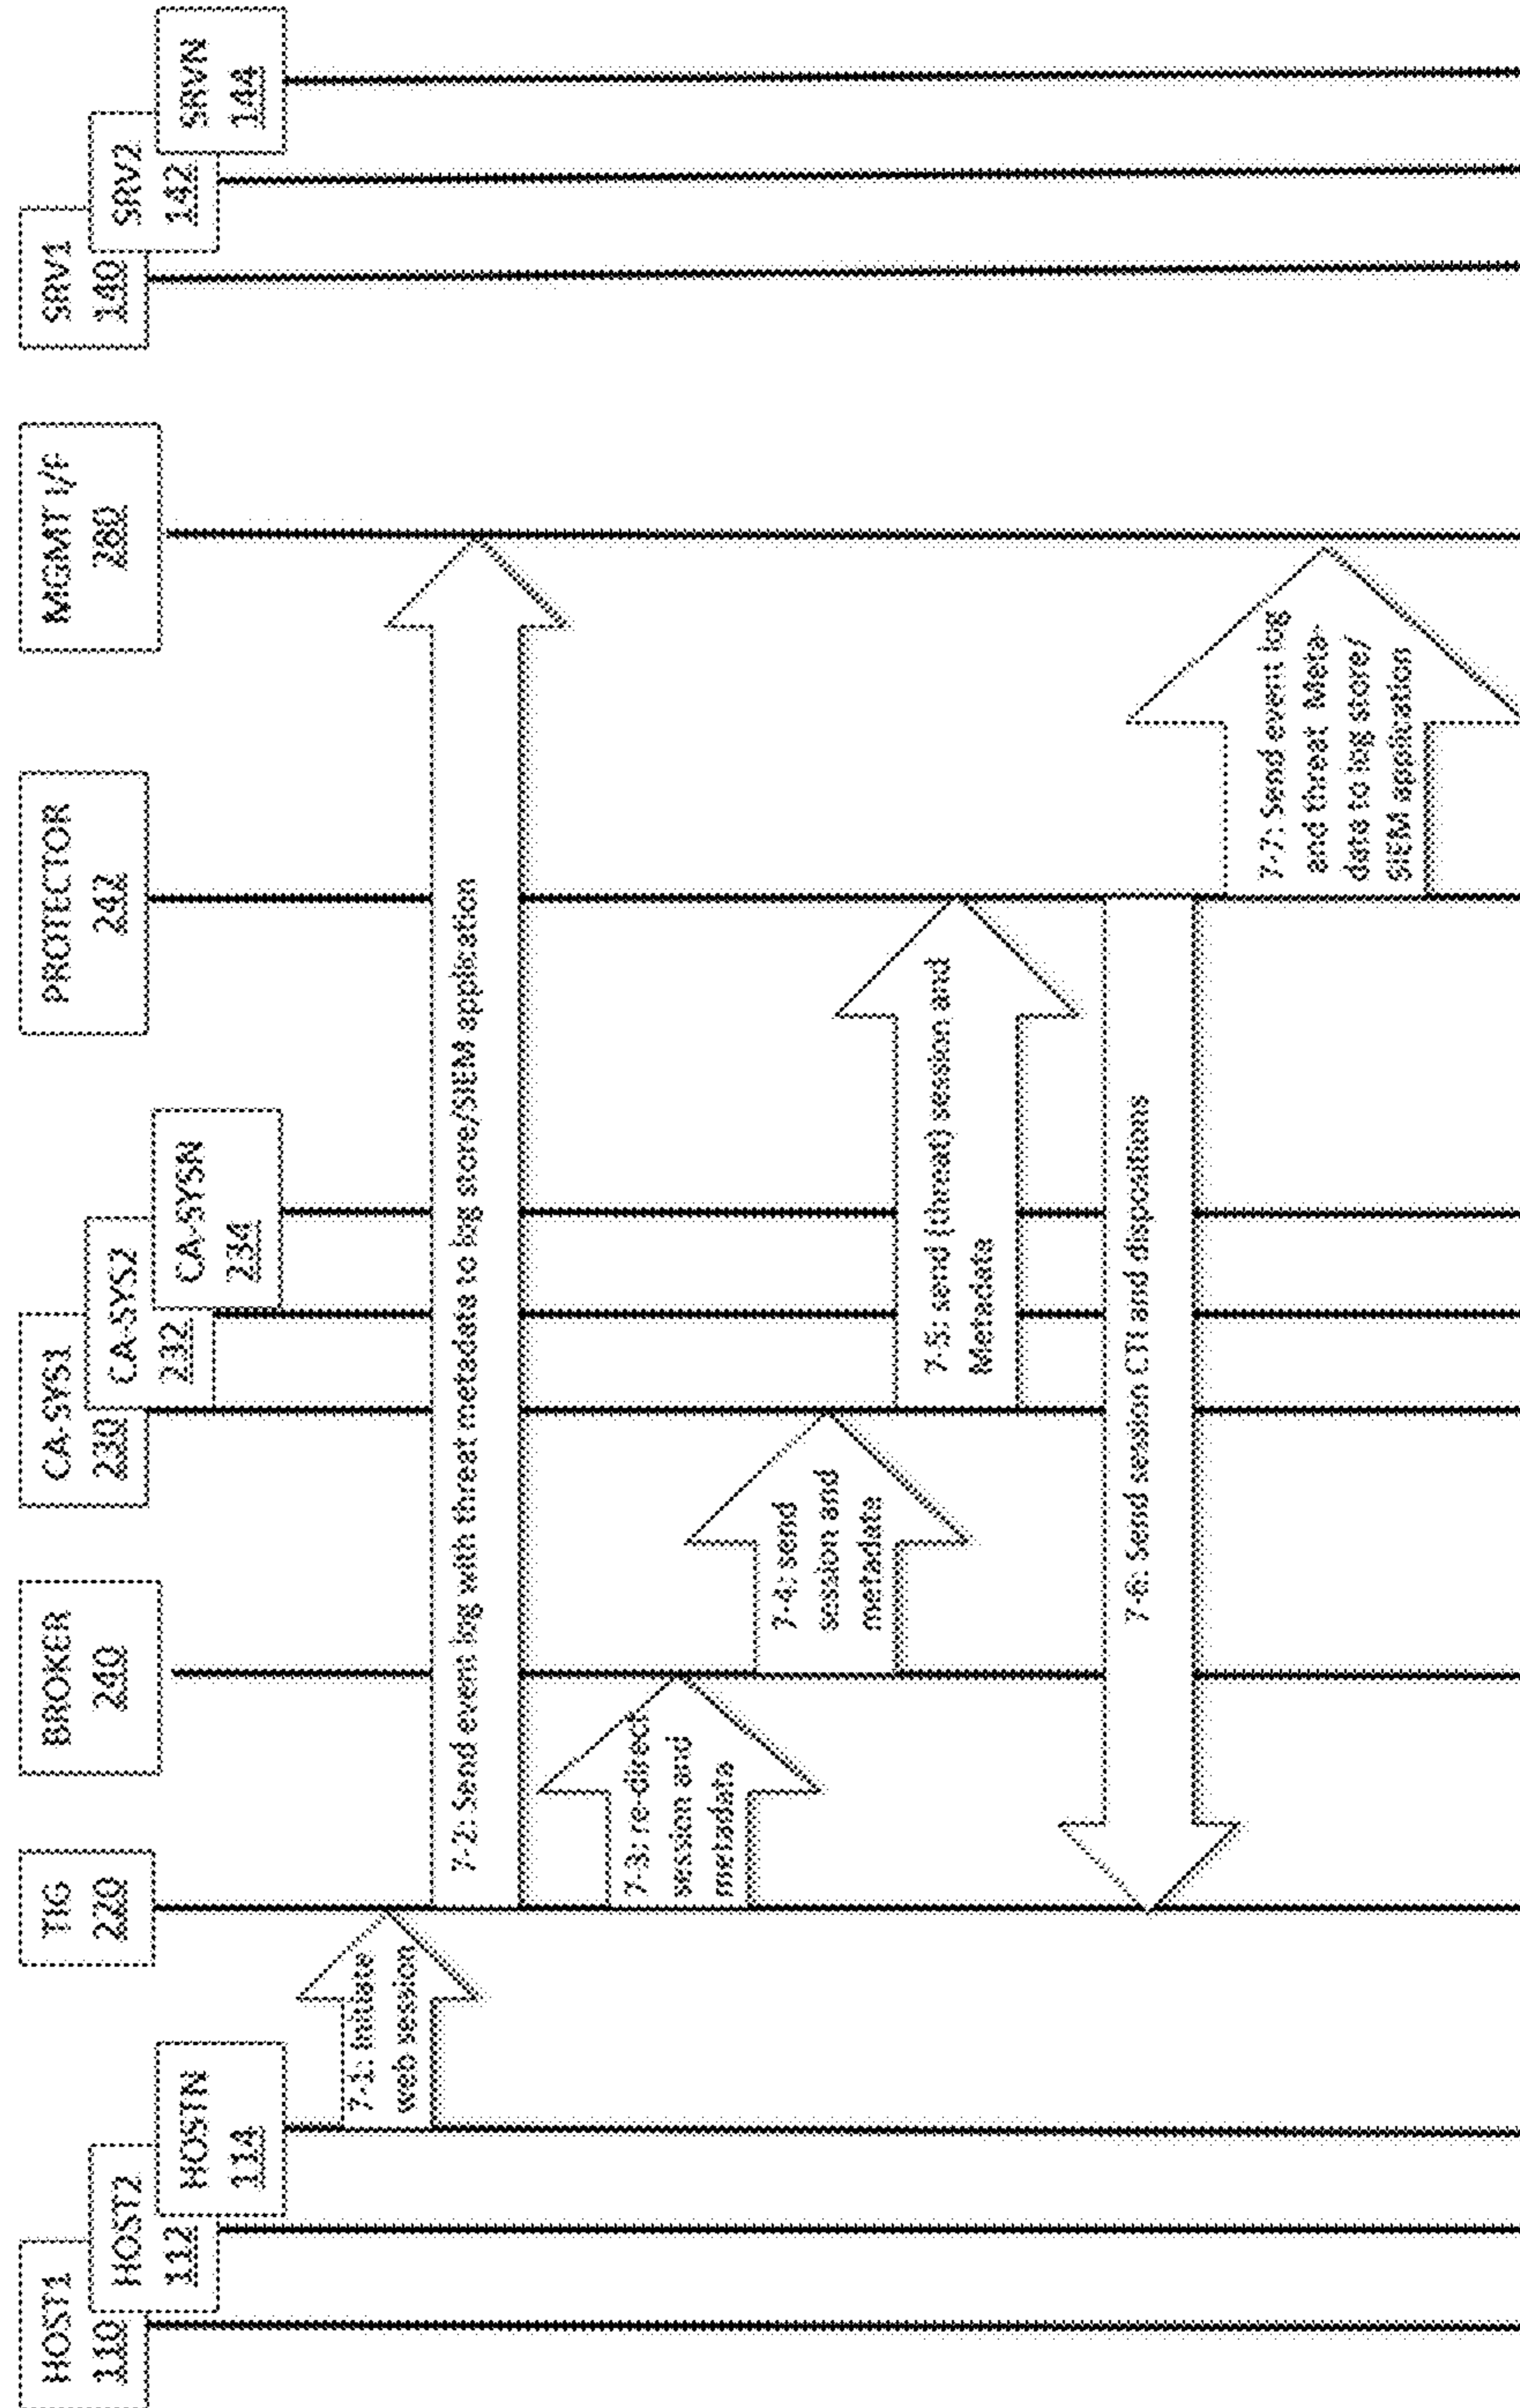 HOST1
110
HOST2
112
HOSTN
114
TIG
220
BROKER
240
CA-SYS1
230
CA-SYS2
232
CA-SYSN
234
PROTECTOR
242
MGMT I/F
280
SRV1
140
SRV2
142
SRVN
144
7-1: Initiate
web session
7-2: Send event log with threat metadata to log store/SIEM application
7-3: re-direct
session and
metadata
7-4: send
session and
metadata
7-5: send (threat) session and
Metadata
7-6: Send session CTI and dispositions
7-7: Send event log
and threat Meta-
data to log store/
SIEM application